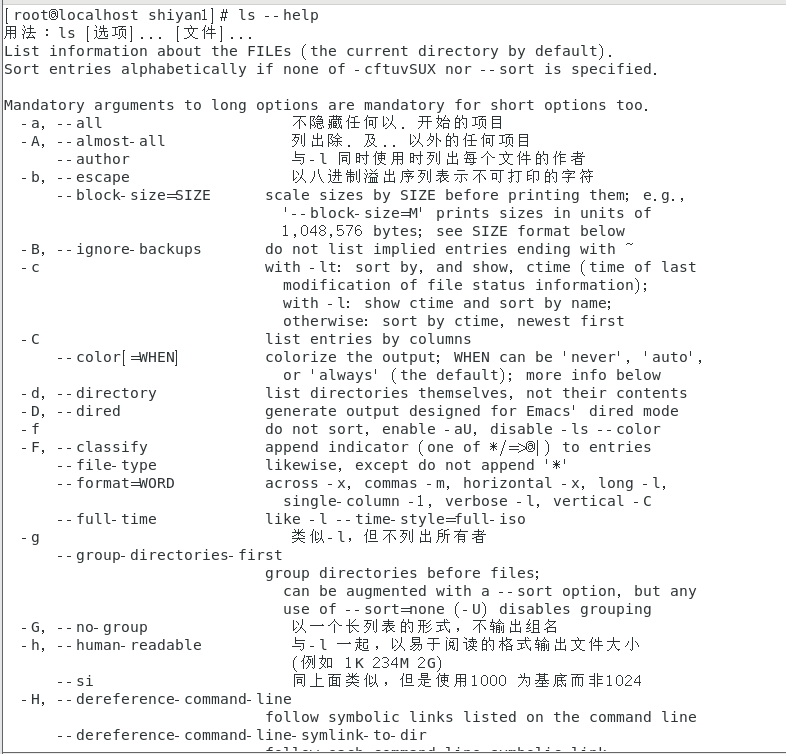 [root@localhost shiyan1]# ls --help
用法：ls [选项]... [文件]...
List information about the FILEs (the current directory by default).
Sort entries alphabetically if none of -cftuvSUX nor --sort is specified.
Mandatory arguments to long options are mandatory for short options too.
-a, --all 不隐藏任何以. 开始的项目
-A, --almost-all 列出除. 及.. 以外的任何项目
--author 与-l 同时使用时列出每个文件的作者
-b, --escape 以八进制溢出序列表示不可打印的字符
--block-size=SIZE scale sizes by SIZE before printing them; e.g.,
'--block-size=M' prints sizes in units of
1,048,576 bytes; see SIZE format below
-B, --ignore-backups do not list implied entries ending with ~
-c with -lt: sort by, and show, ctime (time of last
modification of file status information);
with -l: show ctime and sort by name;
otherwise: sort by ctime, newest first
-C list entries by columns
--color[=WHEN] colorize the output; WHEN can be 'never', 'auto',
or 'always' (the default); more info below
-d, --directory list directories themselves, not their contents
-D, --dired generate output designed for Emacs' dired mode
-f do not sort, enable -aU, disable -ls --color
-F, --classify append indicator (one of */=>@|) to entries
--file-type likewise, except do not append '*'
--format=WORD across -x, commas -m, horizontal -x, long -l,
single-column -1, verbose -l, vertical -C
--full-time like -l --time-style=full-iso
-g 类似-l，但不列出所有者
--group-directories-first
group directories before files;
can be augmented with a --sort option, but any
use of --sort=none (-U) disables grouping
-G, --no-group 以一个长列表的形式，不输出组名
-h, --human-readable 与-l 一起，以易于阅读的格式输出文件大小
(例如 1K 234M 2G)
--si 同上面类似，但是使用1000 为基底而非1024
-H, --dereference-command-line
follow symbolic links listed on the command line
--dereference-command-line-symlink-to-dir
follow each command line symbolic link